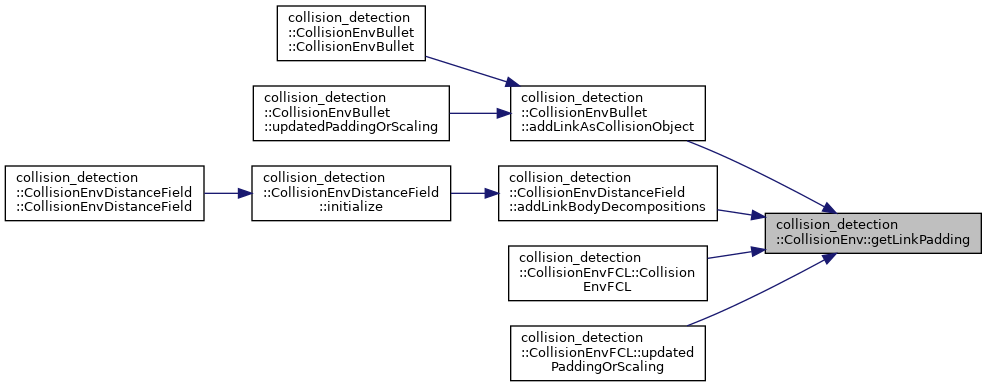 collision_detection
::CollisionEnvBullet
::CollisionEnvBullet
collision_detection
::CollisionEnvBullet
::updatedPaddingOrScaling
collision_detection
::CollisionEnvBullet
::addLinkAsCollisionObject
collision_detection
::CollisionEnvDistanceField
::CollisionEnvDistanceField
collision_detection
::CollisionEnvDistanceField
::initialize
collision_detection
::CollisionEnvDistanceField
::addLinkBodyDecompositions
collision_detection
::CollisionEnv::getLinkPadding
collision_detection
::CollisionEnvFCL::Collision
EnvFCL
collision_detection
::CollisionEnvFCL::updated
PaddingOrScaling